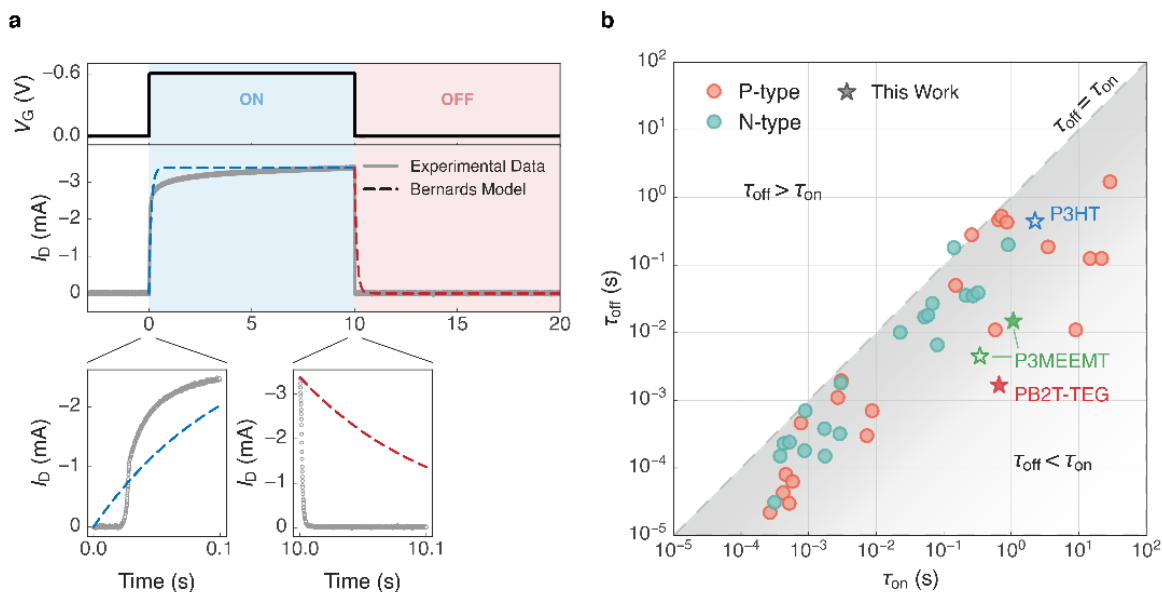 a
V_G (V)
−0.6
0.0
ON
OFF
I_D (mA)
−3
−2
−1
0
Experimental Data
Bernards Model
0
5
10
15
20
I_D (mA)
−2
−1
0
0.0
0.1
Time (s)
I_D (mA)
−3
−2
−1
0
10.0
10.1
Time (s)
b
τ_off (s)
10^2
10^1
10^0
10^-1
10^-2
10^-3
10^-4
10^-5
P-type
N-type
This Work
τ_off = τ_on
τ_off > τ_on
P3HT
P3MEEMT
PB2T-TEG
τ_off < τ_on
10^-5
10^-4
10^-3
10^-2
10^-1
10^0
10^1
10^2
τ_on (s)